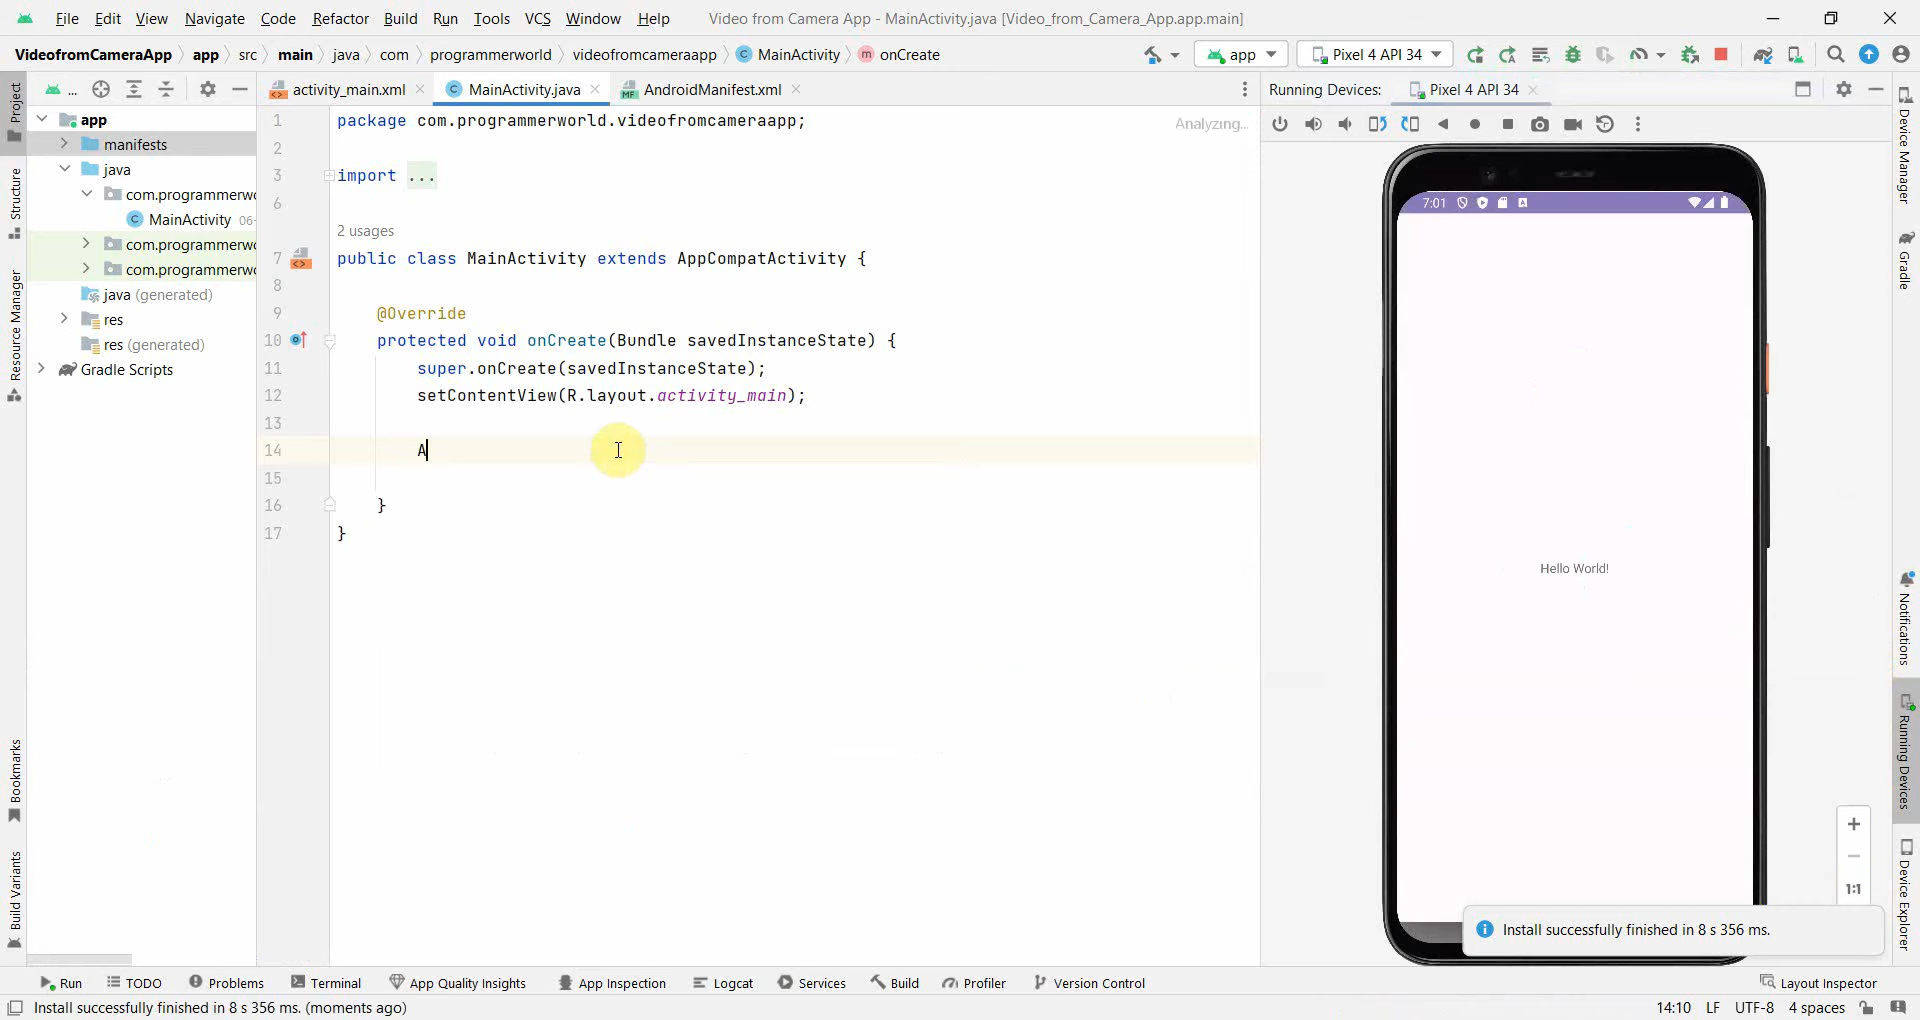 File Edit View Navigate Code Refactor Build Run Tools VCS Window Help Video from Camera App - MainActivity.java [Video_from_Camera_App.app.main]
VideofromCameraApp app src main java com programmerworld videofromcameraapp MainActivity onCreate app Pixel 4 API 34
Project
Structure
Resource Manager
Bookmarks
Build Variants
...
app
manifests
java
com.programmerwo
MainActivity 06-
com.programmerwo
com.programmerwo
java (generated)
res
res (generated)
Gradle Scripts
activity_main.xml MainActivity.java AndroidManifest.xml
Analyzing...
1 package com.programmerworld.videofromcameraapp;
2
3 import ...
6
2 usages
7 public class MainActivity extends AppCompatActivity {
8
9 @Override
10 protected void onCreate(Bundle savedInstanceState) {
11 super.onCreate(savedInstanceState);
12 setContentView(R.layout.activity_main);
13
14 A
15
16 }
17 }
Running Devices: Pixel 4 API 34
7:01
Hello World!
1:1
Install successfully finished in 8 s 356 ms.
Device Manager
Gradle
Notifications
Running Devices
Device Explorer
Run TODO Problems Terminal App Quality Insights App Inspection Logcat Services Build Profiler Version Control Layout Inspector
Install successfully finished in 8 s 356 ms. (moments ago) 14:10 LF UTF-8 4 spaces